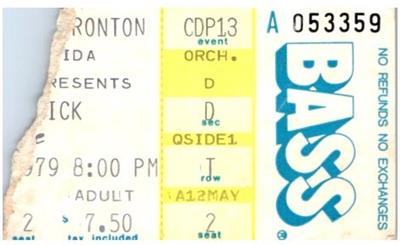 RONTON CDP13 A 053359
event
IDA ORCH.
RESENTS D
ICK D
sec
QSIDE1
979 8:00 PM T
row
ADULT A12MAY
2 $7.50 2
seat tax included seat
BASS
NO REFUNDS NO EXCHANGES